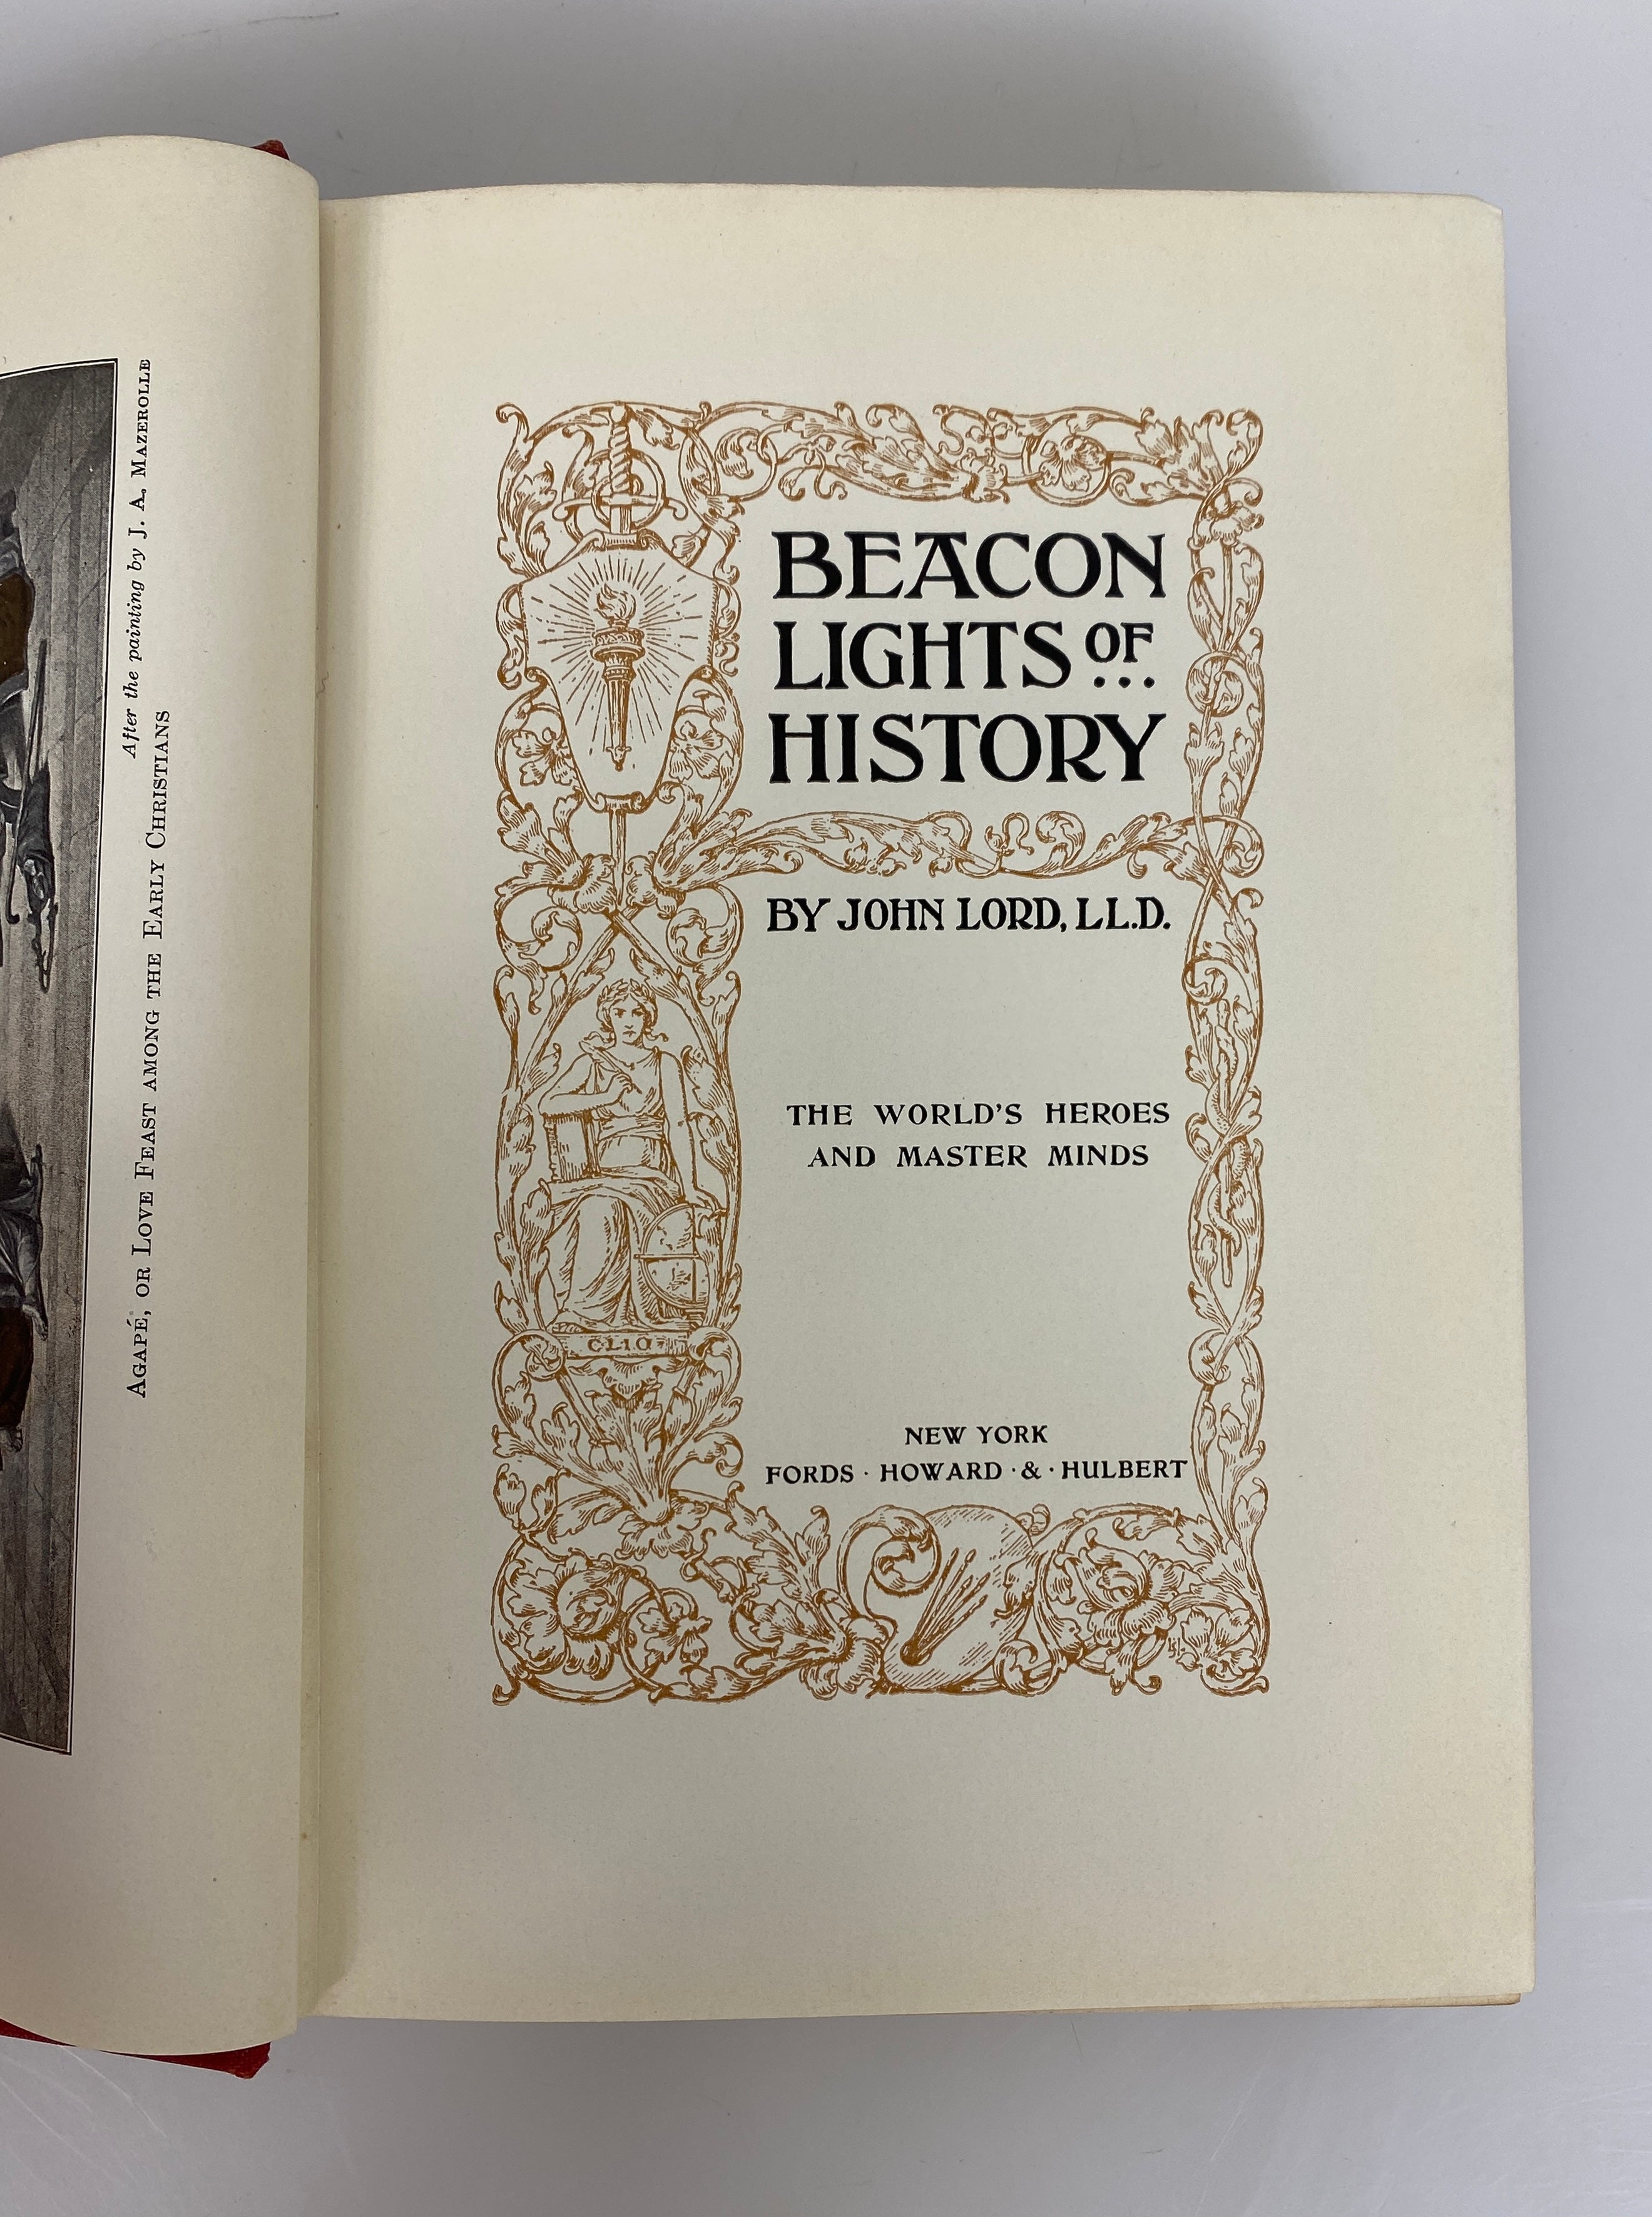 After the painting by J. A. MAZEROLLE
AGAPÉ, OR LOVE FEAST AMONG THE EARLY CHRISTIANS
BEACON
LIGHTS OF
HISTORY
BY JOHN LORD, LL.D.
THE WORLD'S HEROES
AND MASTER MINDS
CLIO
NEW YORK
FORDS · HOWARD · & · HULBERT